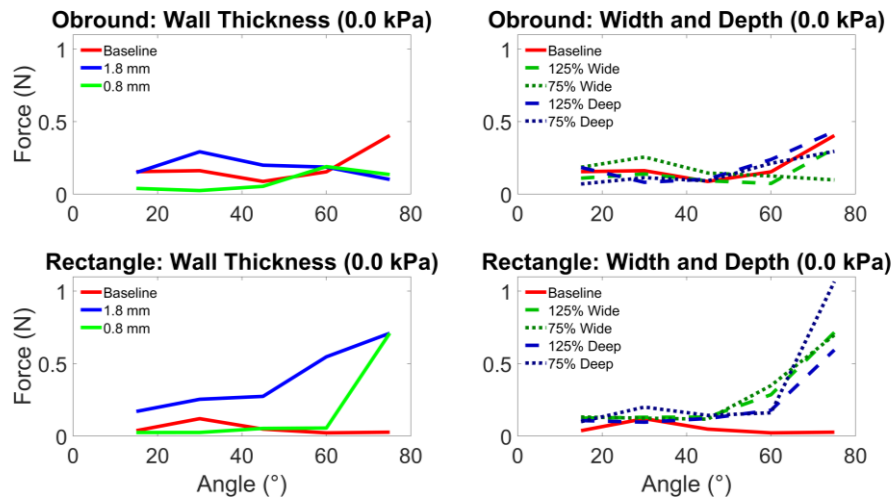 Obround: Wall Thickness (0.0 kPa)
1
Baseline
1.8 mm
0.8 mm
Force (N)
0.5
0
0 20 40 60 80
Obround: Width and Depth (0.0 kPa)
1
Baseline
125% Wide
75% Wide
125% Deep
75% Deep
0.5
0
0 20 40 60 80
Rectangle: Wall Thickness (0.0 kPa)
1
Baseline
1.8 mm
0.8 mm
Force (N)
0.5
0
0 20 40 60 80
Angle (°)
Rectangle: Width and Depth (0.0 kPa)
1
Baseline
125% Wide
75% Wide
125% Deep
75% Deep
0.5
0
0 20 40 60 80
Angle (°)